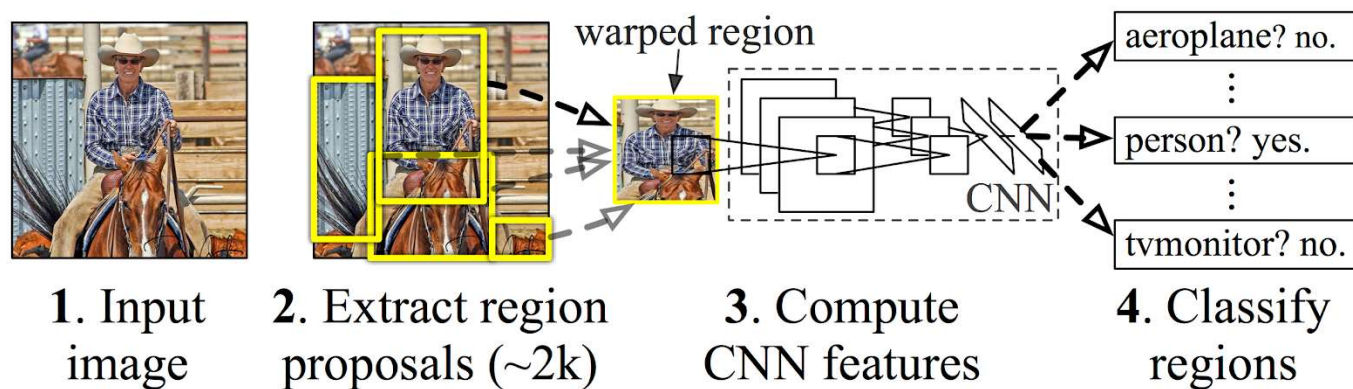 warped region
aeroplane? no.
person? yes.
CNN
tvmonitor? no.
1. Input
image
2. Extract region
proposals (~2k)
3. Compute
CNN features
4. Classify
regions